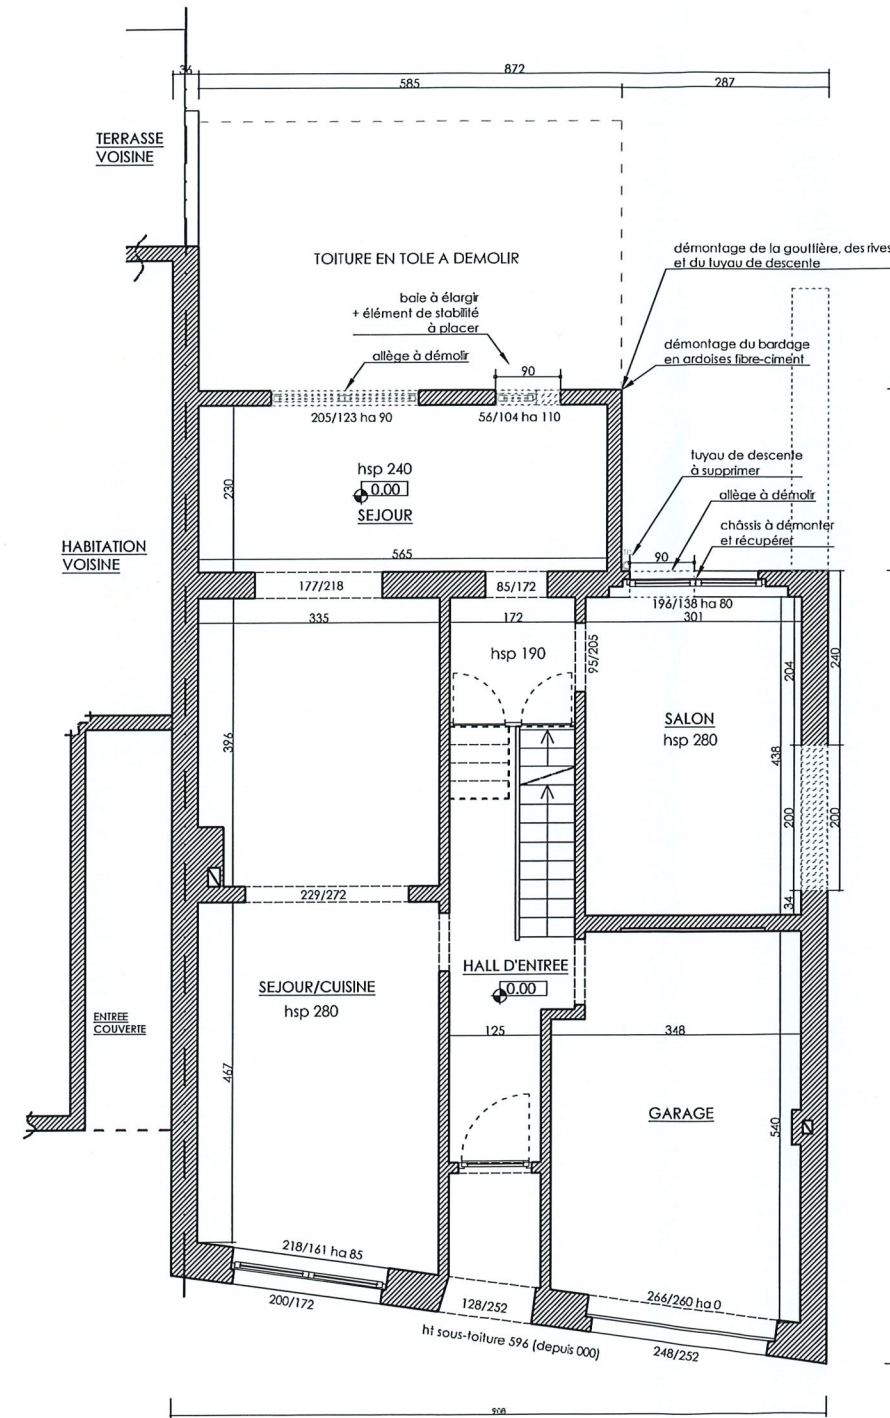 36
872
585
287
TERRASSE
VOISINE
TOITURE EN TOLE A DEMOLIR
démontage de la gouttière, des rives
et du tuyau de descente
baie à élargir
+ élément de stabilité
à placer
démontage du bardage
en ardoises fibre-ciment
allège à démolir
90
205/123 ha 90
56/104 ha 110
tuyau de descente
à supprimer
hsp 240
0.00
SEJOUR
230
allège à démolir
châssis à démonter
et récupérer
HABITATION
VOISINE
565
90
177/218
85/172
196/138 ha 80
335
172
301
hsp 190
95/205
204
240
SALON
hsp 280
396
438
200
200
229/272
34
HALL D'ENTREE
0.00
SEJOUR/CUISINE
hsp 280
ENTREE
COUVERTE
125
348
467
GARAGE
540
218/161 ha 85
200/172
128/252
266/260 ha 0
ht sous-toiture 596 (depuis 000)
248/252
908